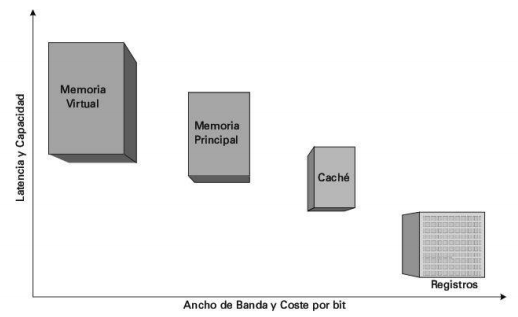 Memoria
Virtual
Memoria
Principal
Caché
Registros
Latencia y Capacidad
Ancho de Banda y Coste por bit